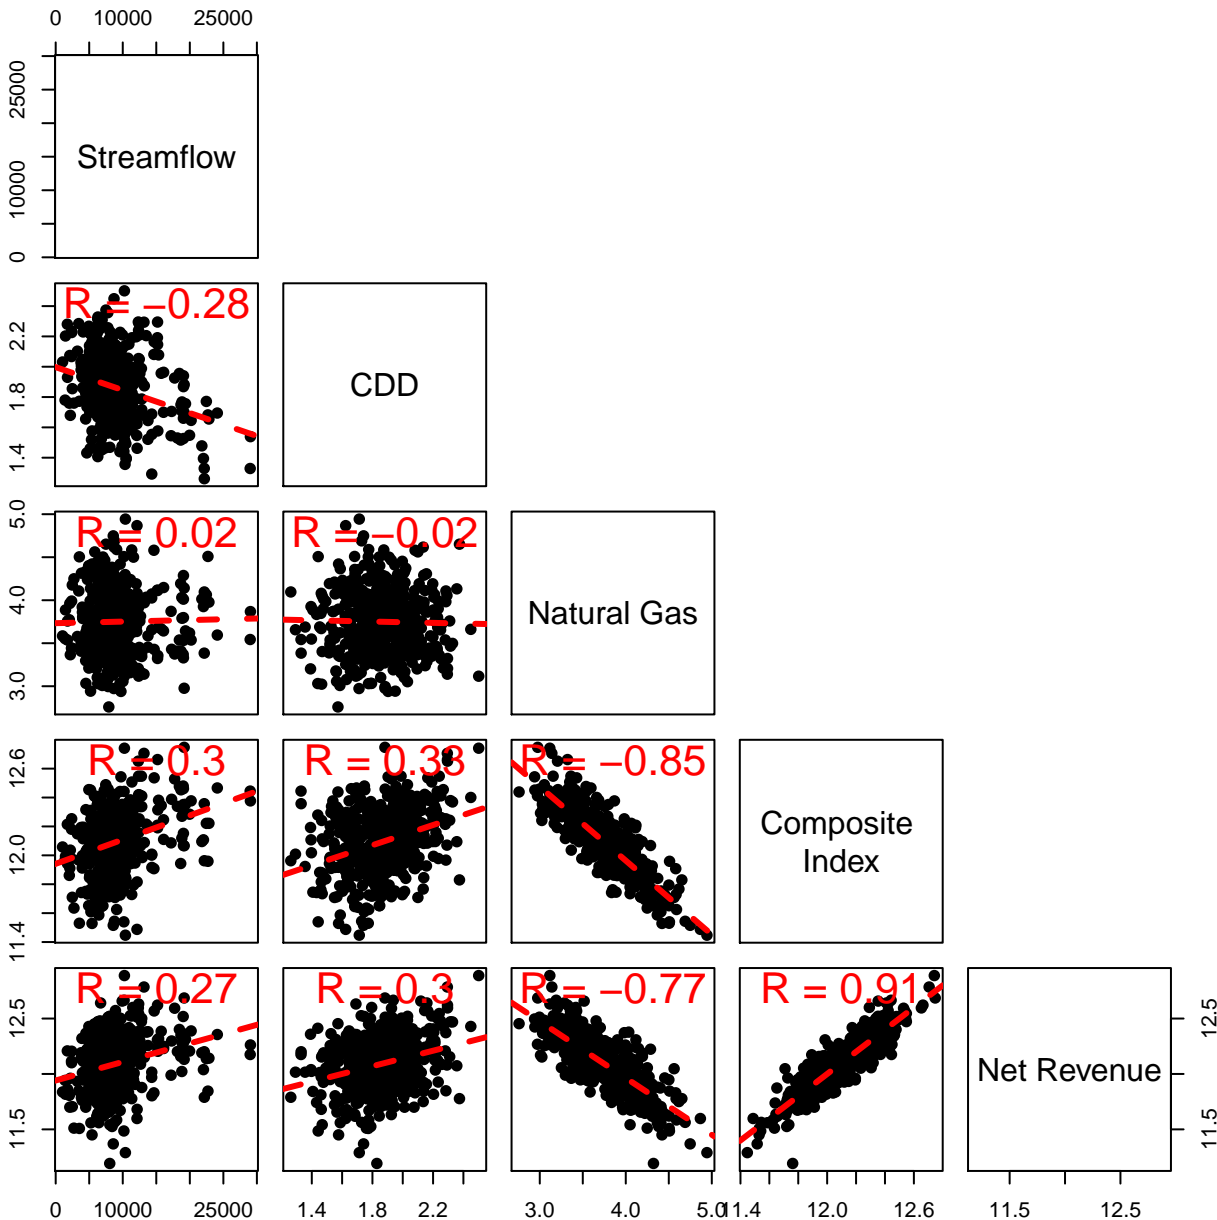 0 10000 25000
25000
10000
0
Streamflow
R = −0.28
2.2
1.8
1.4
CDD
R = 0.02
R = −0.02
5.0
4.0
3.0
Natural Gas
R = 0.3
R = 0.33
R = −0.85
12.6
12.0
11.4
Composite
Index
R = 0.27
R = 0.3
R = −0.77
R = 0.91
12.5
11.5
Net Revenue
12.5
11.5
0 10000 25000
1.4 1.8 2.2
3.0 4.0 5.0
11.4 12.0 12.6
11.5 12.5